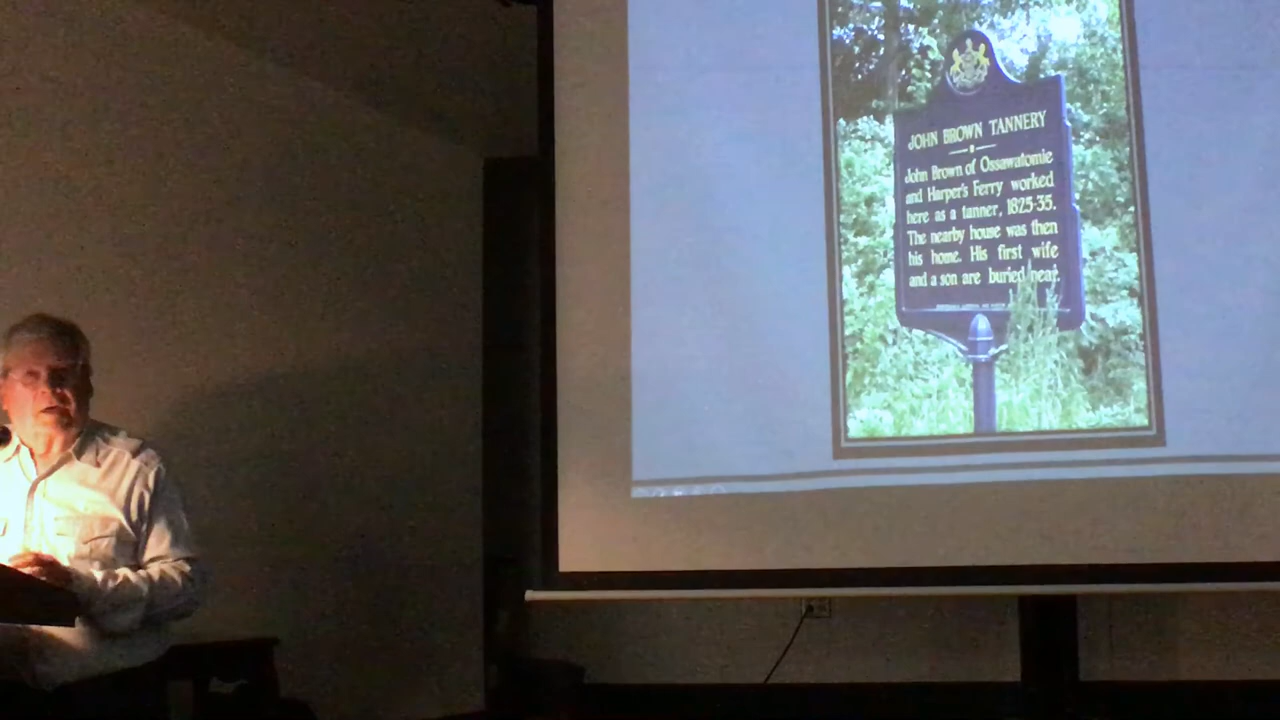 JOHN BROWN TANNERY
John Brown of Ossawatomie
and Harper's Ferry worked
here as a tanner, 1825-35.
The nearby house was then
his home. His first wife
and a son are buried near.